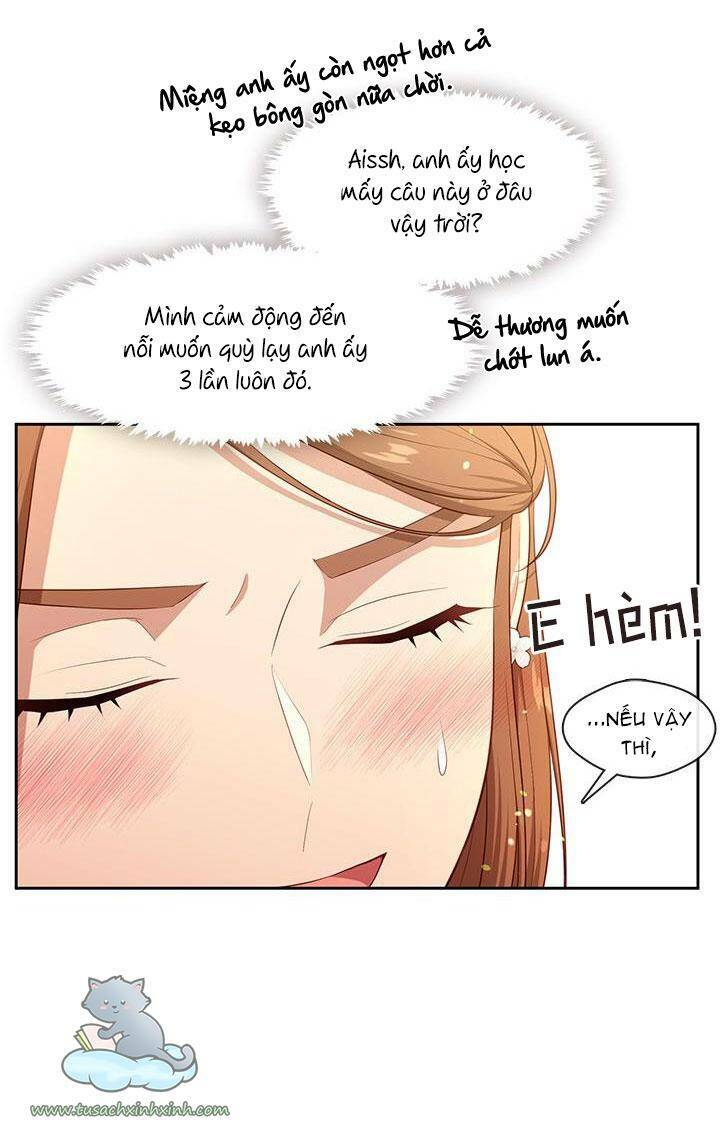 Miệng anh ấy còn ngọt hơn cả
kẹo bông gòn nữa chời.
Aissh, anh ấy học
mấy câu này ở đâu
vậy trời?
Mình cảm động đến
nỗi muốn quỳ lạy anh ấy
3 lần luôn đó.
Dễ thương muốn
chớt lun á.
E hèm!
...NẾU VẬY
THÌ,
www.tusachxinhxinh.com